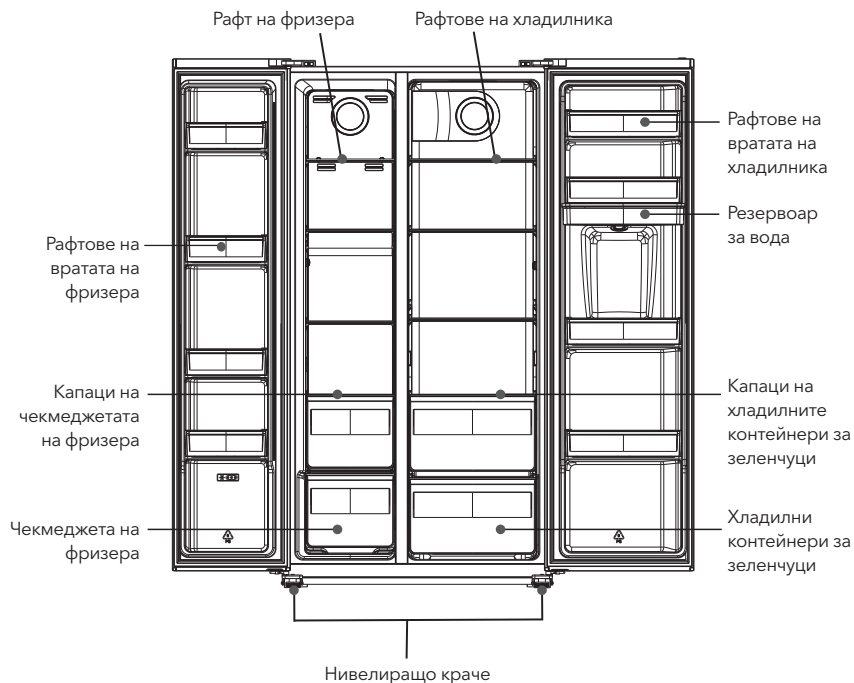 Рафт на фризера
Рафтове на хладилника
Рафтове на
вратата на
хладилника
Резервоар
за вода
Рафтове на
вратата на
фризера
Капаци на
чекмеджетата
на фризера
Капаци на
хладилните
контейнери за
зеленчуци
Чекмеджета на
фризера
Хладилни
контейнери за
зеленчуци
Нивелиращо краче